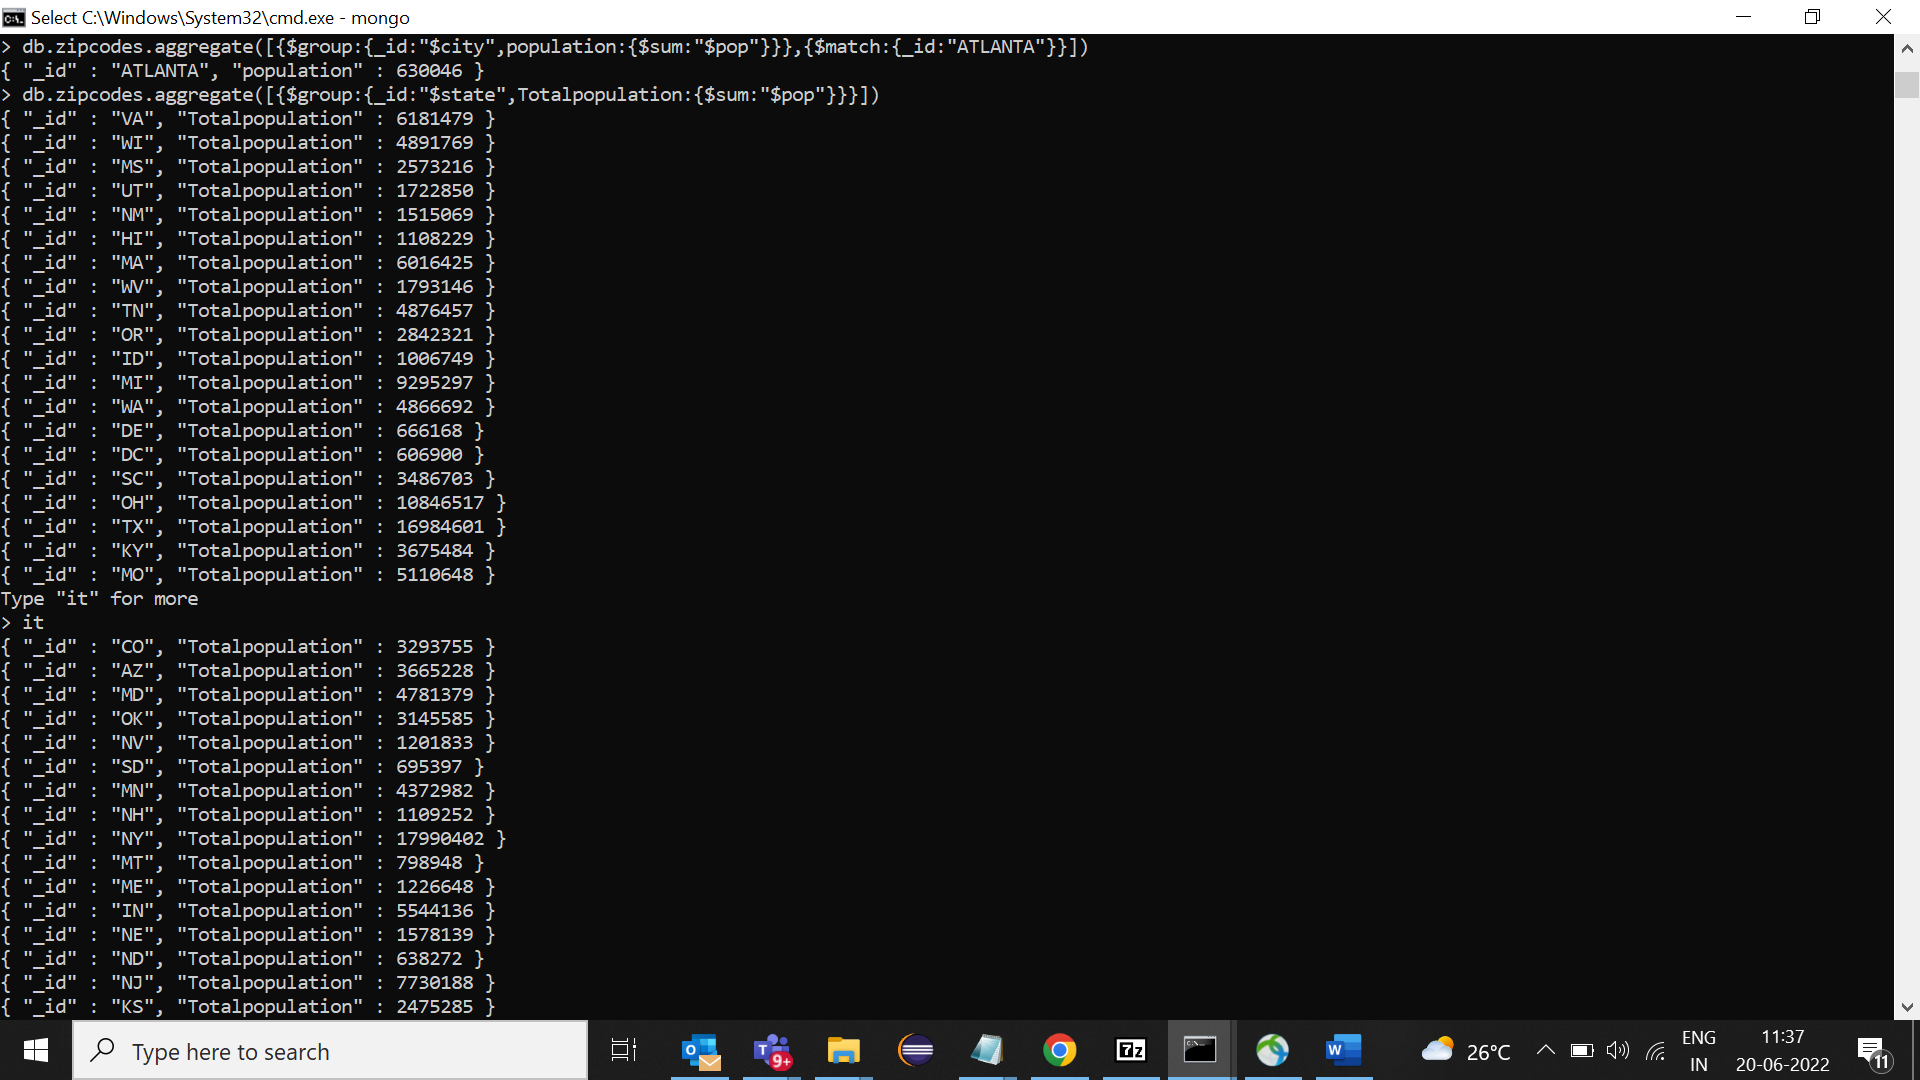 Select C:\Windows\System32\cmd.exe - mongo
> db.zipcodes.aggregate([{$group:{_id:"$city",population:{$sum:"$pop"}}},{$match:{_id:"ATLANTA"}}])
{ "_id" : "ATLANTA", "population" : 630046 }
> db.zipcodes.aggregate([{$group:{_id:"$state",Totalpopulation:{$sum:"$pop"}}}])
{ "_id" : "VA", "Totalpopulation" : 6181479 }
{ "_id" : "WI", "Totalpopulation" : 4891769 }
{ "_id" : "MS", "Totalpopulation" : 2573216 }
{ "_id" : "UT", "Totalpopulation" : 1722850 }
{ "_id" : "NM", "Totalpopulation" : 1515069 }
{ "_id" : "HI", "Totalpopulation" : 1108229 }
{ "_id" : "MA", "Totalpopulation" : 6016425 }
{ "_id" : "WV", "Totalpopulation" : 1793146 }
{ "_id" : "TN", "Totalpopulation" : 4876457 }
{ "_id" : "OR", "Totalpopulation" : 2842321 }
{ "_id" : "ID", "Totalpopulation" : 1006749 }
{ "_id" : "MI", "Totalpopulation" : 9295297 }
{ "_id" : "WA", "Totalpopulation" : 4866692 }
{ "_id" : "DE", "Totalpopulation" : 666168 }
{ "_id" : "DC", "Totalpopulation" : 606900 }
{ "_id" : "SC", "Totalpopulation" : 3486703 }
{ "_id" : "OH", "Totalpopulation" : 10846517 }
{ "_id" : "TX", "Totalpopulation" : 16984601 }
{ "_id" : "KY", "Totalpopulation" : 3675484 }
{ "_id" : "MO", "Totalpopulation" : 5110648 }
Type "it" for more
> it
{ "_id" : "CO", "Totalpopulation" : 3293755 }
{ "_id" : "AZ", "Totalpopulation" : 3665228 }
{ "_id" : "MD", "Totalpopulation" : 4781379 }
{ "_id" : "OK", "Totalpopulation" : 3145585 }
{ "_id" : "NV", "Totalpopulation" : 1201833 }
{ "_id" : "SD", "Totalpopulation" : 695397 }
{ "_id" : "MN", "Totalpopulation" : 4372982 }
{ "_id" : "NH", "Totalpopulation" : 1109252 }
{ "_id" : "NY", "Totalpopulation" : 17990402 }
{ "_id" : "MT", "Totalpopulation" : 798948 }
{ "_id" : "ME", "Totalpopulation" : 1226648 }
{ "_id" : "IN", "Totalpopulation" : 5544136 }
{ "_id" : "NE", "Totalpopulation" : 1578139 }
{ "_id" : "ND", "Totalpopulation" : 638272 }
{ "_id" : "NJ", "Totalpopulation" : 7730188 }
{ "_id" : "KS", "Totalpopulation" : 2475285 }
Type here to search
9+
26°C
ENG
IN
11:37
20-06-2022
11